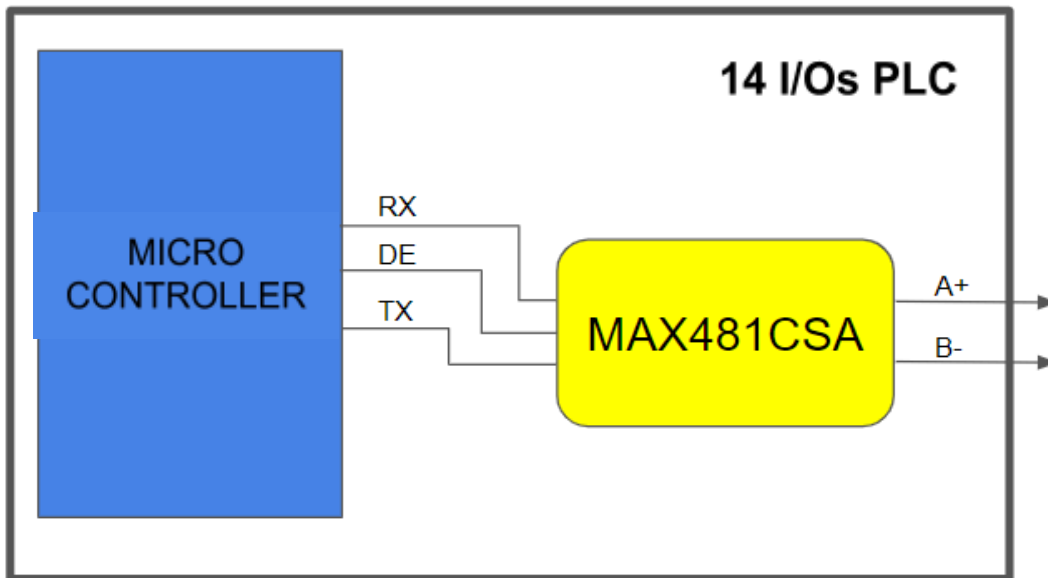 14 I/Os PLC
MICRO
CONTROLLER
RX
DE
TX
MAX481CSA
A+
B-